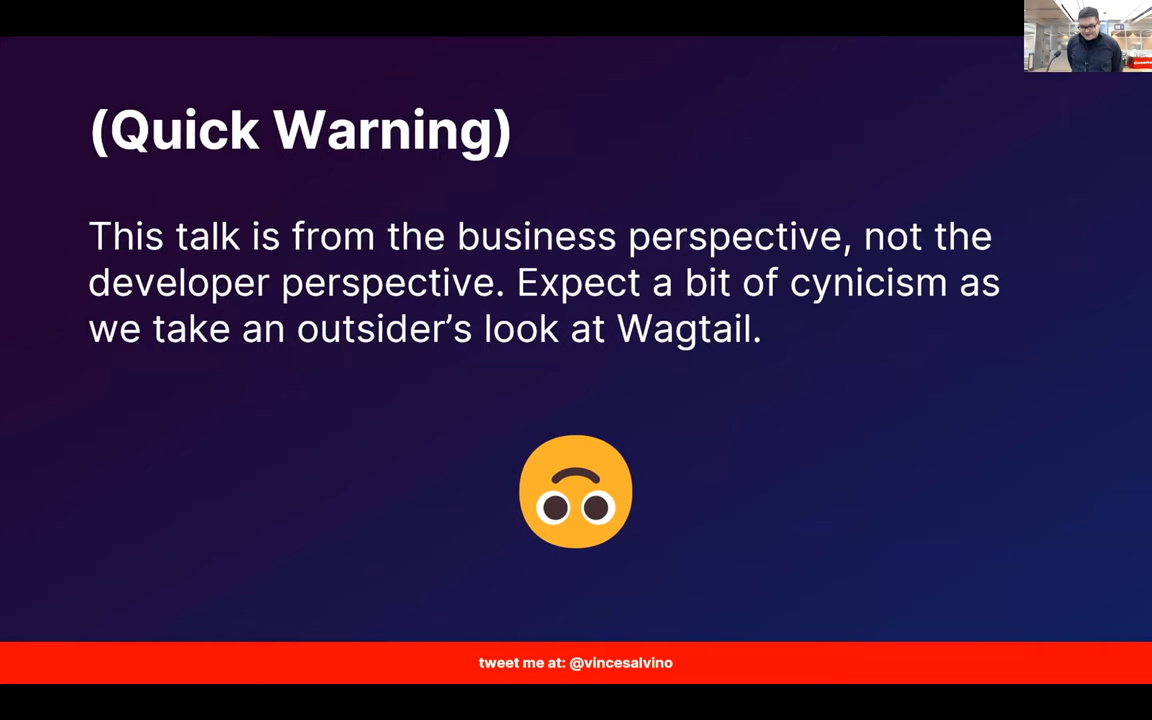 (Quick Warning)
This talk is from the business perspective, not the
developer perspective. Expect a bit of cynicism as
we take an outsider’s look at Wagtail.
tweet me at: @vincesalvino